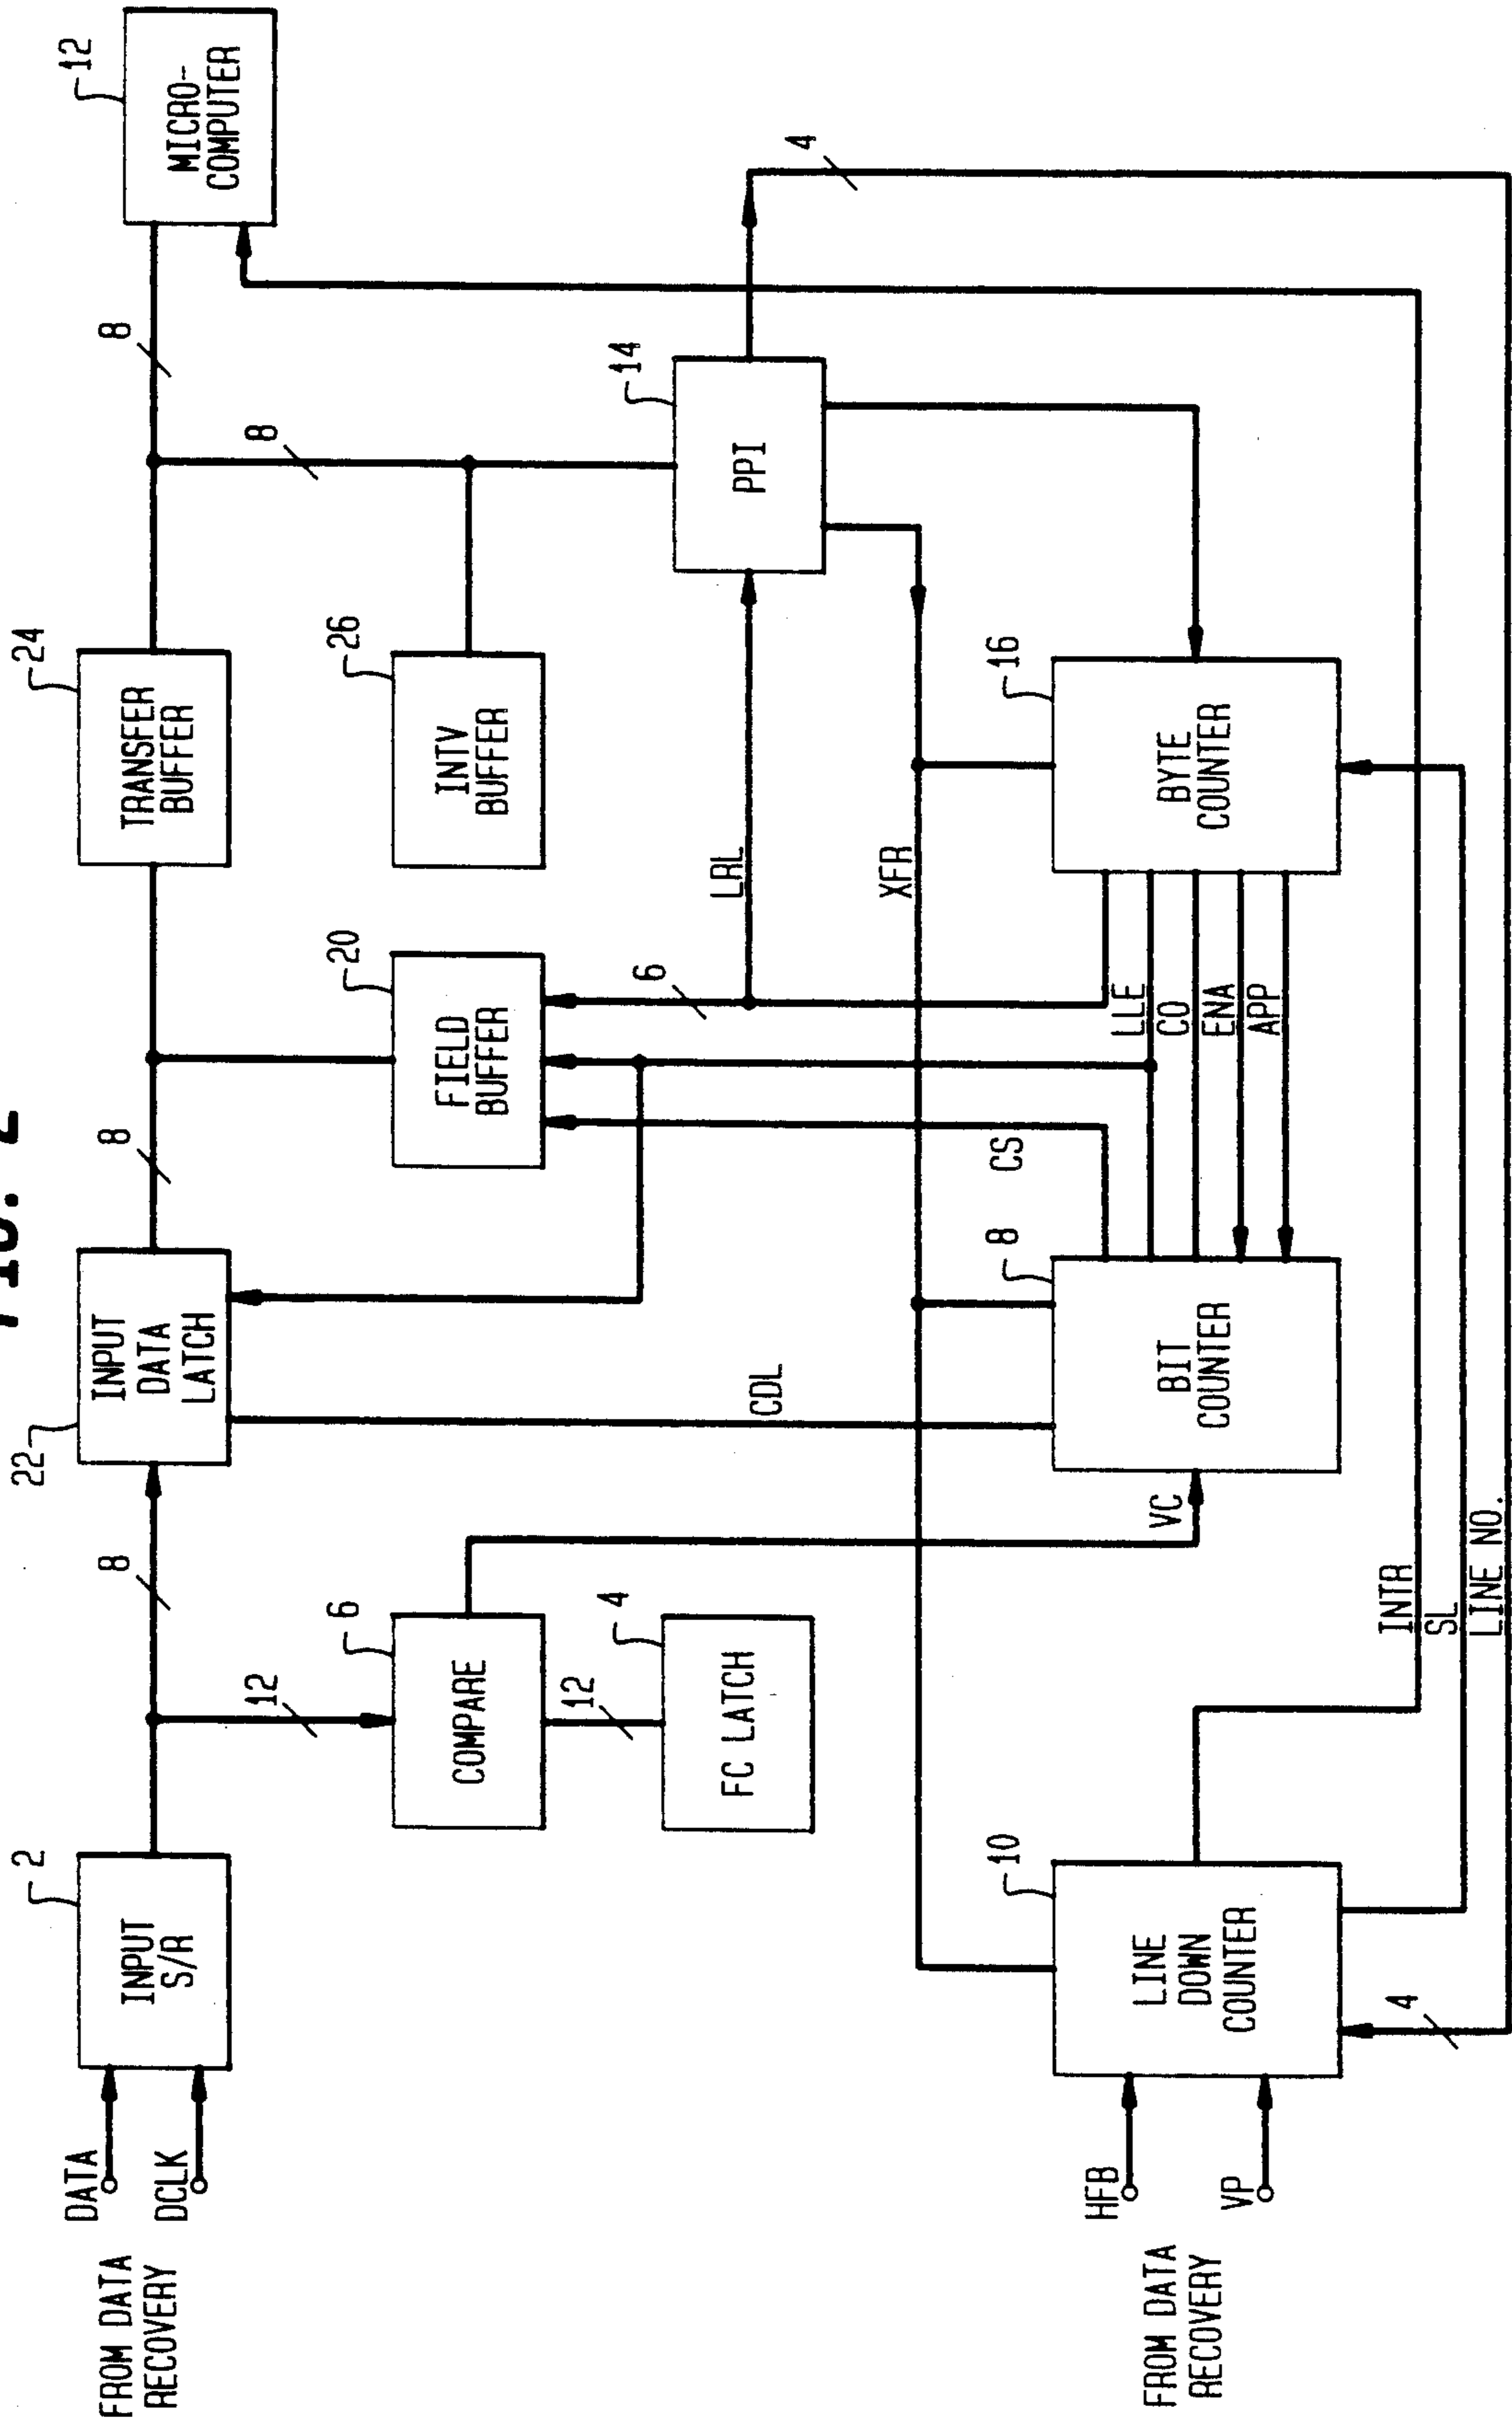 FIG. 2
FROM DATA
RECOVERY
DATA
DCLK
2
INPUT
S/R
8
22
INPUT
DATA
LATCH
8
24
TRANSFER
BUFFER
8
12
MICRO-
COMPUTER
12
6
COMPARE
12
4
FC LATCH
20
FIELD
BUFFER
26
INTV
BUFFER
8
14
PPI
4
6
LRL
CDL
CS
XFR
VC
8
BIT
COUNTER
LLE
CO
ENA
APP
16
BYTE
COUNTER
FROM DATA
RECOVERY
HFB
VP
10
LINE
DOWN
COUNTER
4
INTR
SL
LINE NO.